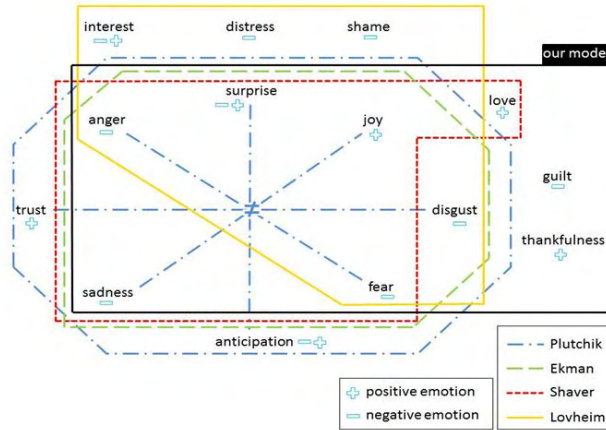 interest
distress
shame
our mode
surprise
love
anger
joy
guilt
trust
disgust
thankfulness
sadness
fear
anticipation
positive emotion
negative emotion
Plutchik
Ekman
Shaver
Lovheim